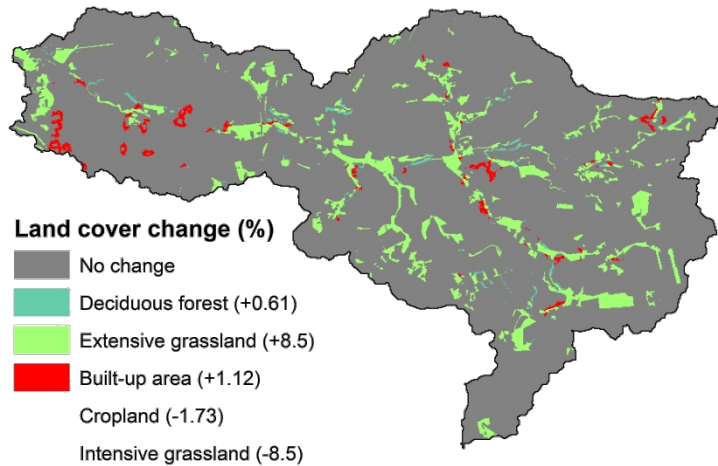 Land cover change (%)
No change
Deciduous forest (+0.61)
Extensive grassland (+8.5)
Built-up area (+1.12)
Cropland (-1.73)
Intensive grassland (-8.5)